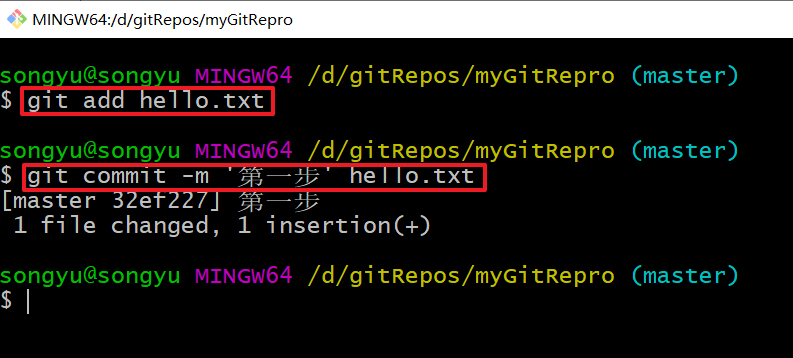 MINGW64:/d/gitRepos/myGitRepro
songyu@songyu MINGW64 /d/gitRepos/myGitRepro (master)
$ git add hello.txt
songyu@songyu MINGW64 /d/gitRepos/myGitRepro (master)
$ git commit -m '第一步' hello.txt
[master 32ef227] 第一步
1 file changed, 1 insertion(+)
songyu@songyu MINGW64 /d/gitRepos/myGitRepro (master)
$